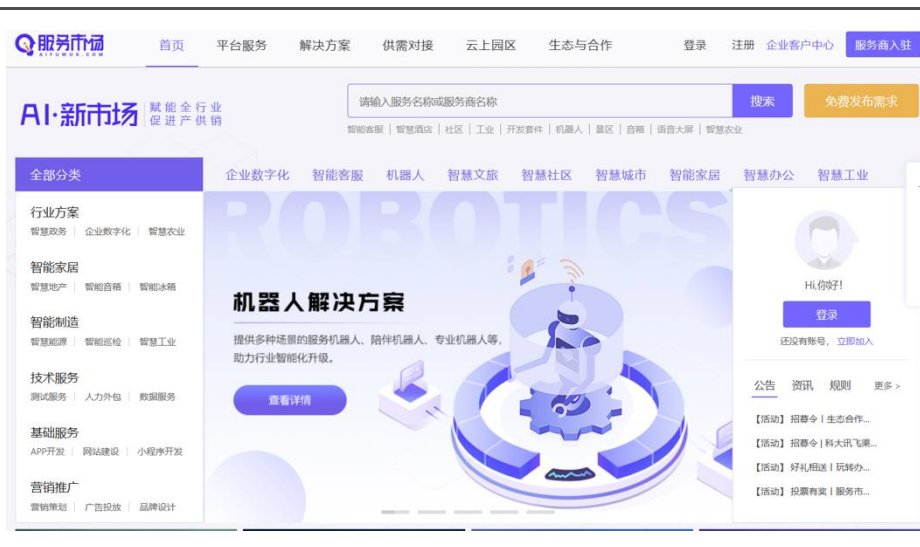 服务市场
AIFUWUS.COM
首页 平台服务 解决方案 供需对接 云上园区 生态与合作 登录 注册 企业客户中心 服务商入驻
AI·新市场 赋能全行业
促进产供销
请输入服务名称或服务商名称 搜索 免费发布需求
智能客服 | 智慧酒店 | 社区 | 工业 | 开发套件 | 机器人 | 景区 | 音箱 | 语音大屏 | 智慧农业
全部分类 企业数字化 智能客服 机器人 智慧文旅 智慧社区 智慧城市 智能家居 智慧办公 智慧工业
行业方案
智慧政务 | 企业数字化 | 智慧农业
智能家居
智慧地产 | 智能音箱 | 智能冰箱
智能制造
智慧能源 | 智能巡检 | 智慧工业
技术服务
测试服务 | 人力外包 | 数据服务
基础服务
APP开发 | 网站建设 | 小程序开发
营销推广
营销策划 | 广告投放 | 品牌设计
ROBOTICS
机器人解决方案
提供多种场景的服务机器人、陪伴机器人、专业机器人等,
助力行业智能化升级。
查看详情
Hi,你好!
登录
还没有账号, 立即加入
公告 资讯 规则 更多 >
【活动】招募令丨生态合作...
【活动】招募令 | 科大讯飞渠...
【活动】好礼相送丨玩转办...
【活动】投票有奖丨服务市...